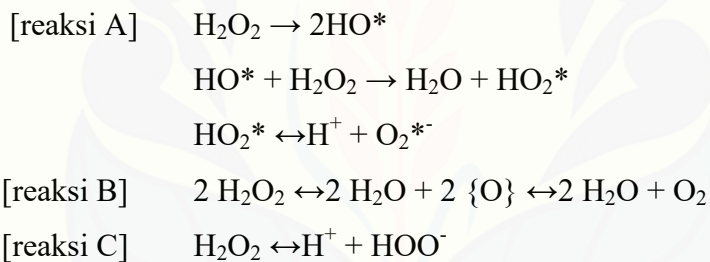 [reaksi A] H₂O₂ → 2HO*
HO* + H₂O₂ → H₂O + HO₂*
HO₂* ↔H⁺ + O₂*⁻
[reaksi B] 2 H₂O₂ ↔2 H₂O + 2 {O} ↔2 H₂O + O₂
[reaksi C] H₂O₂ ↔H⁺ + HOO⁻